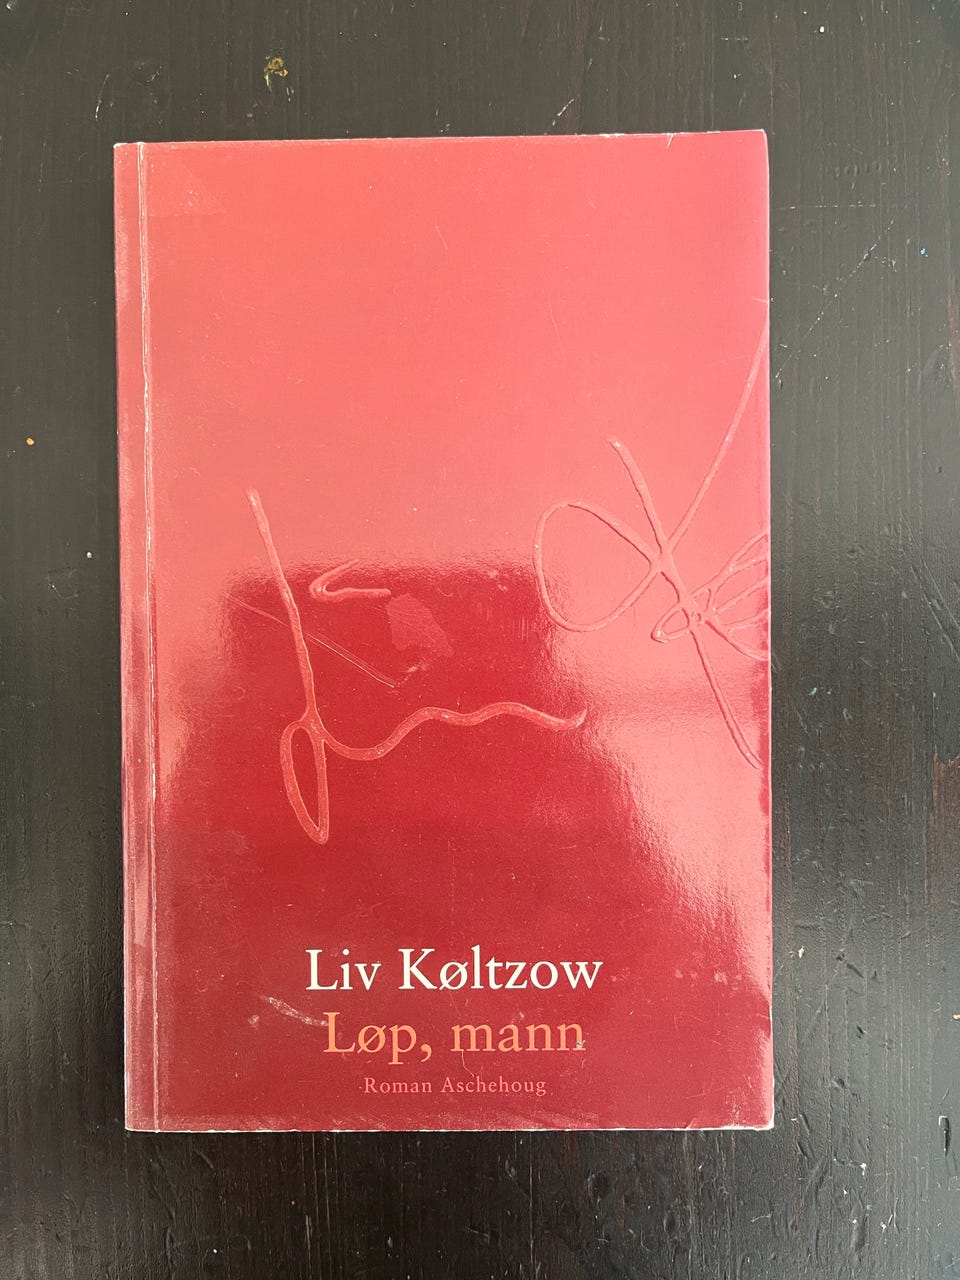 Liv Køltzow
Løp, mann
Roman Aschehoug